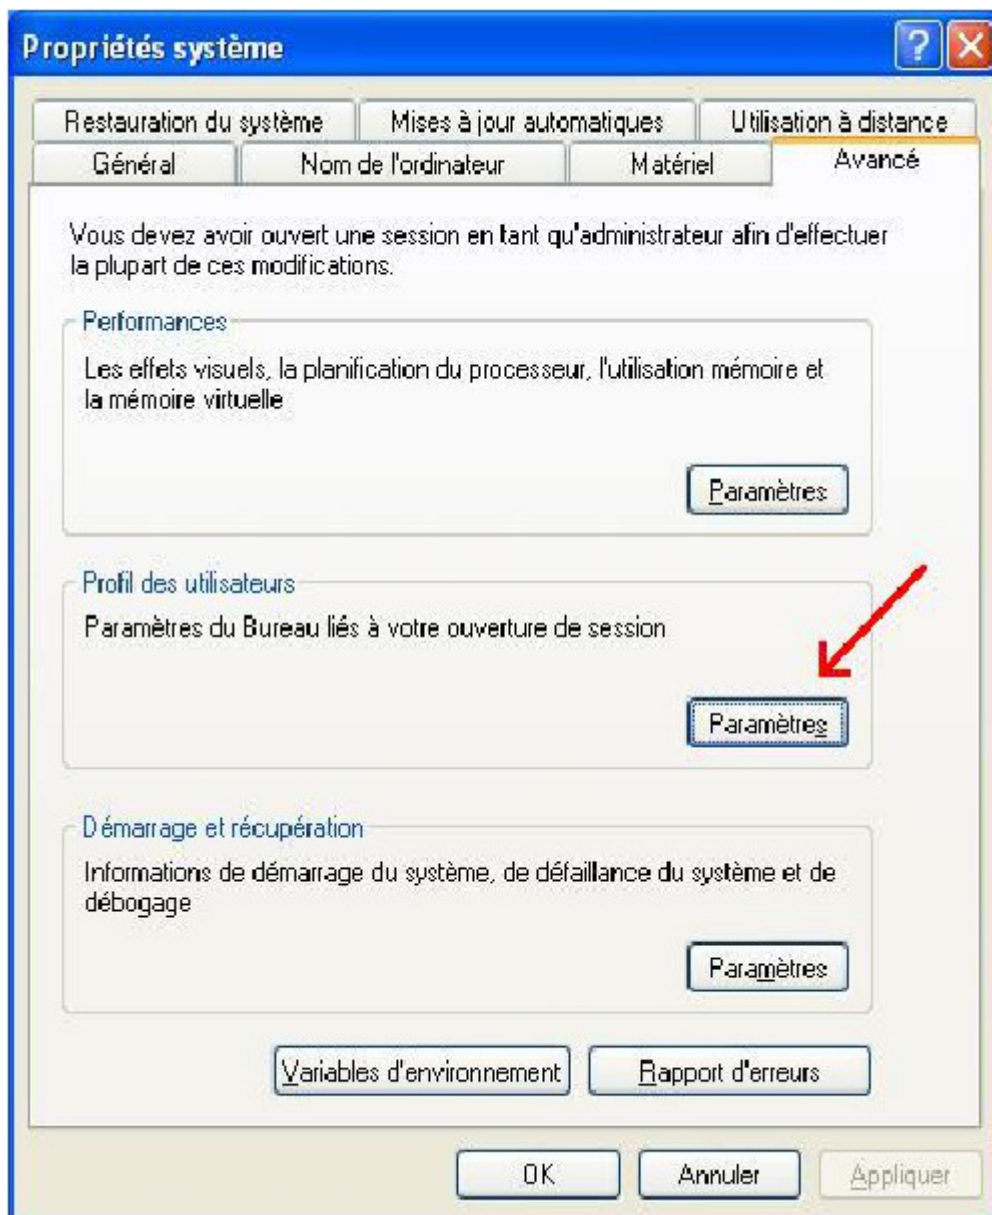 Propriétés système
?
Restauration du système Mises à jour automatiques Utilisation à distance
Général Nom de l'ordinateur Matériel Avancé
Vous devez avoir ouvert une session en tant qu'administrateur afin d'effectuer
la plupart de ces modifications.
Performances
Les effets visuels, la planification du processeur, l'utilisation mémoire et
la mémoire virtuelle
Paramètres
Profil des utilisateurs
Paramètres du Bureau liés à votre ouverture de session
Paramètres
Démarrage et récupération
Informations de démarrage du système, de défaillance du système et de
débogage
Paramètres
Variables d'environnement Rapport d'erreurs
OK Annuler Appliquer